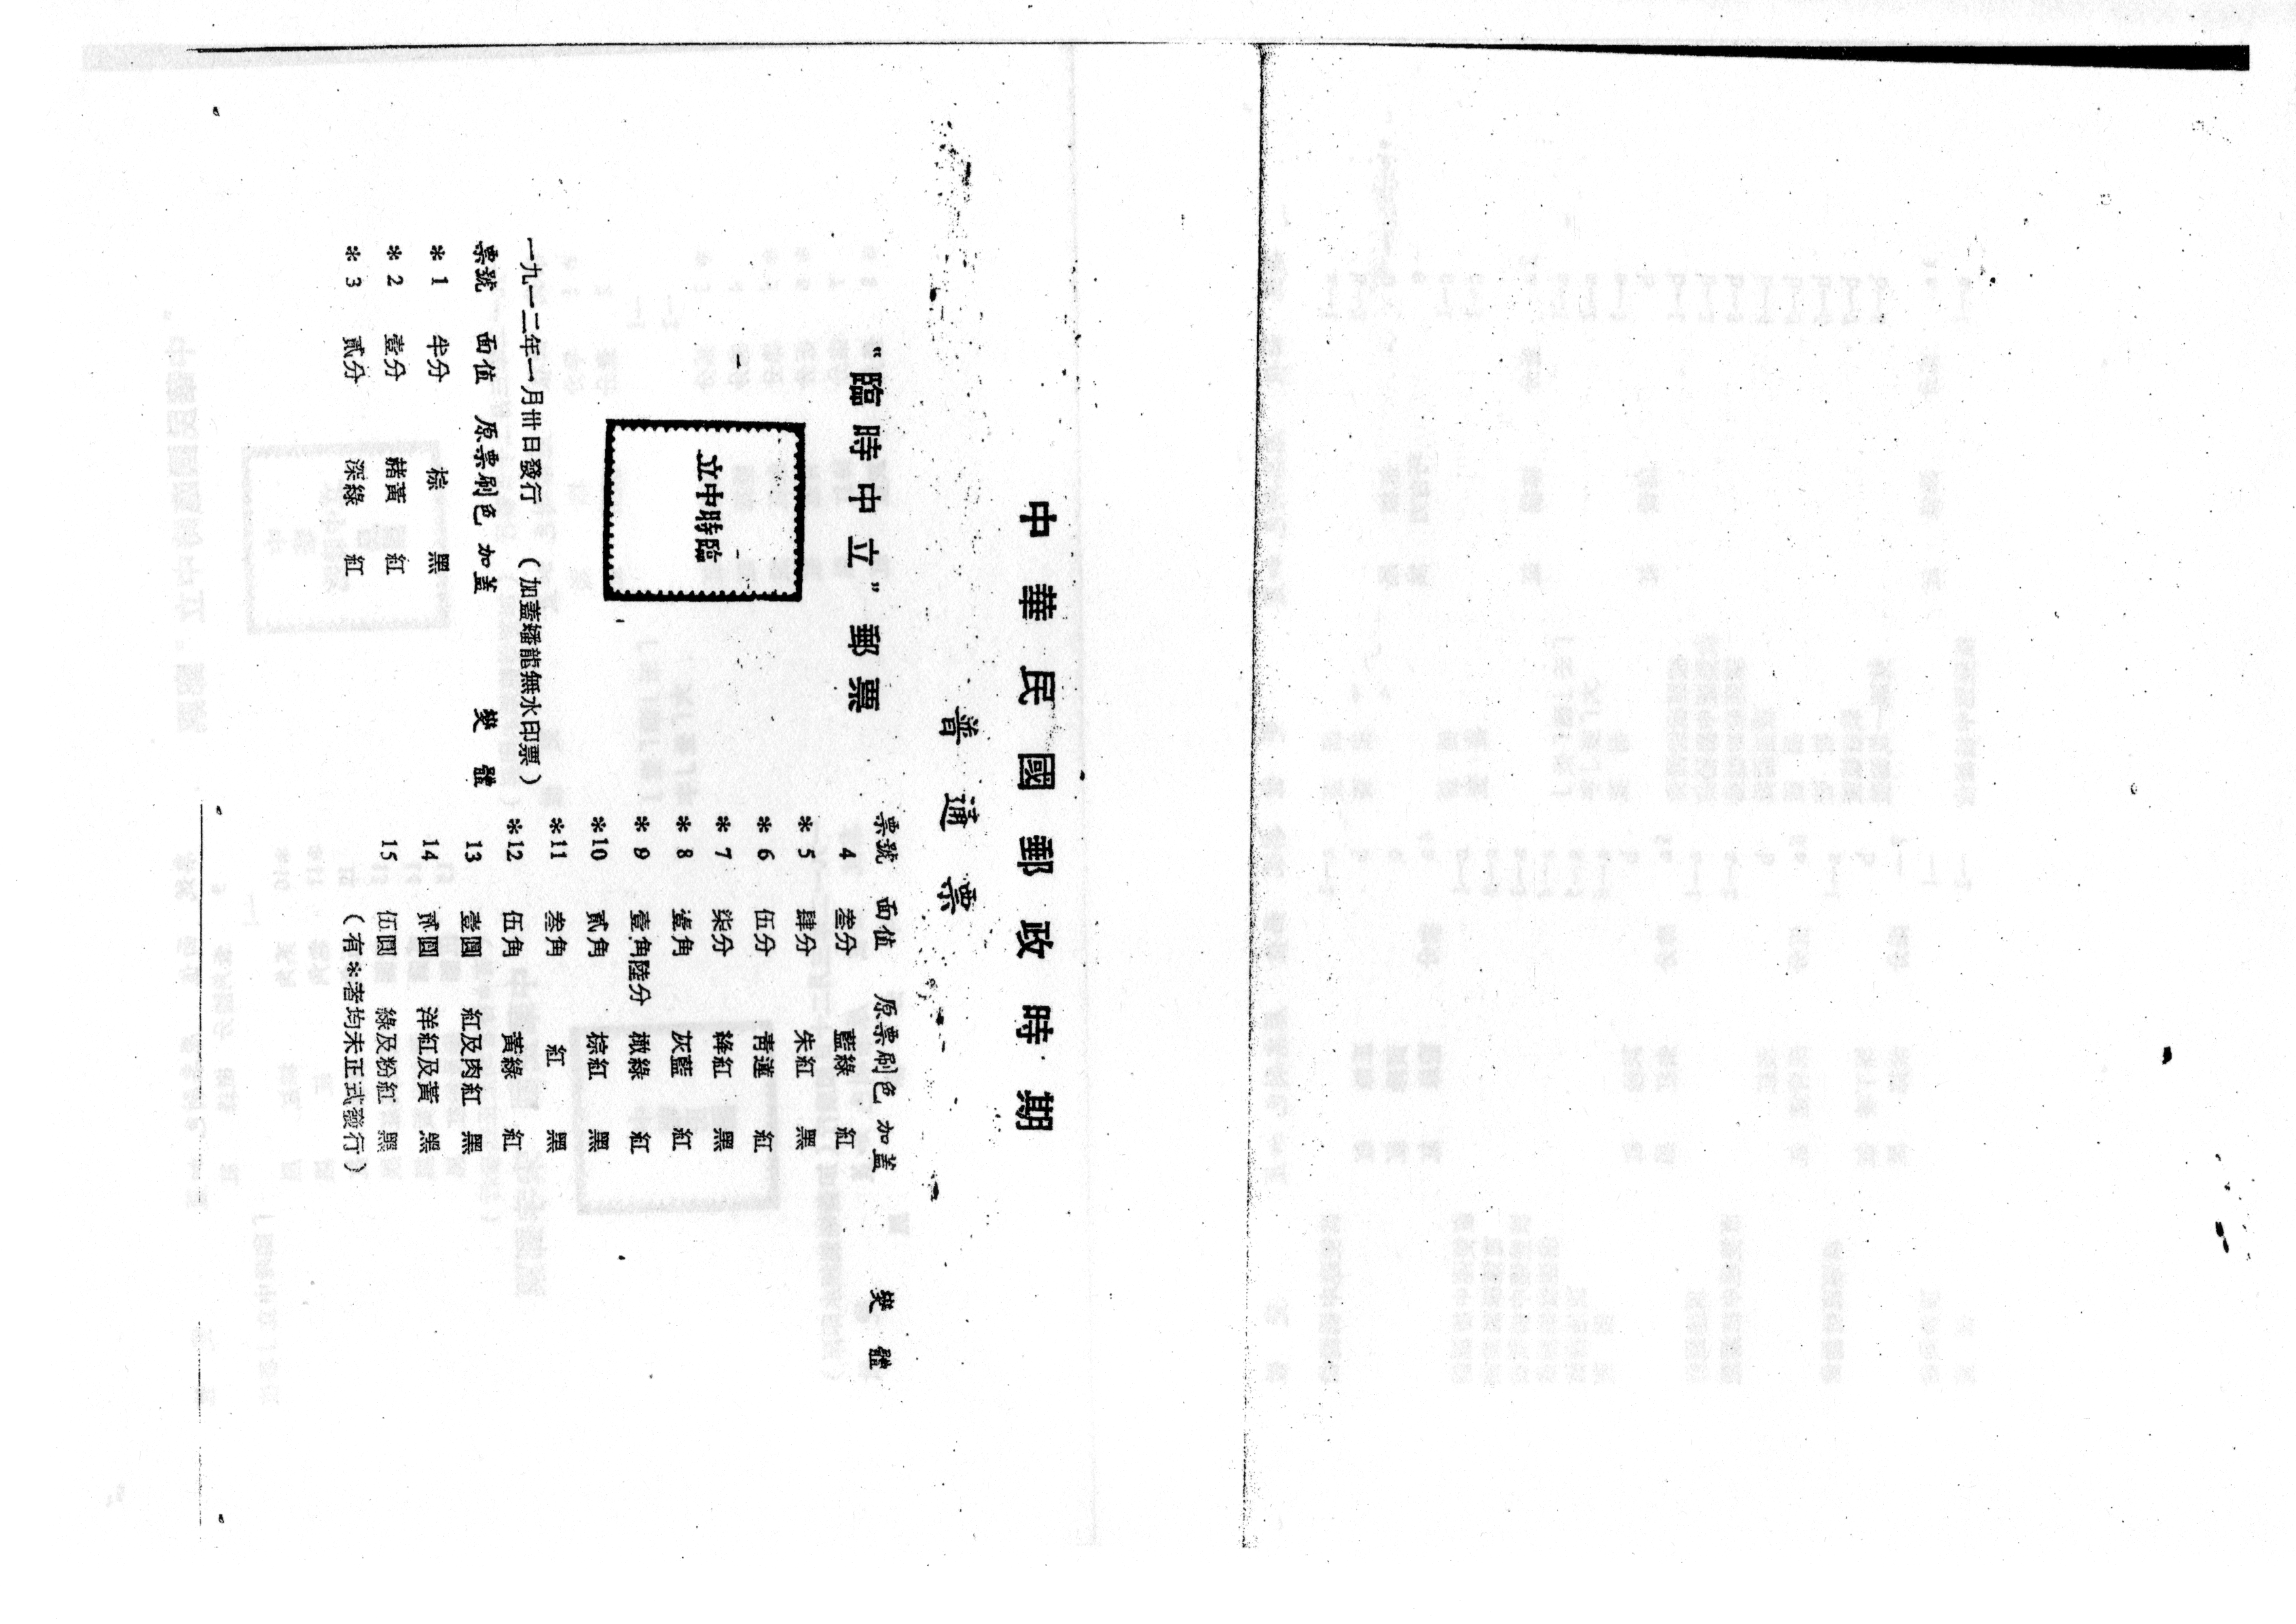 中華民國郵政時期
普通票
“臨時中立”郵票
立中時臨
一九一二年一月卅日發行 （加蓋蟠龍無水印票）
票號 面值 原票刷色 加蓋 變體
＊1 半分 棕 黑
＊2 壹分 赭黃 紅
＊3 貳分 深綠 紅
票號 面值 原票刷色 加蓋 變體
4 叁分 藍綠 紅
＊5 肆分 朱紅 黑
＊6 伍分 青蓮 紅
＊7 柒分 絳紅 黑
＊8 壹角 灰藍 紅
＊9 壹角陸分 橄綠 紅
＊10 貳角 棕紅 黑
＊11 叁角 紅 黑
＊12 伍角 黃綠 紅
13 壹圓 紅及肉紅 黑
14 貳圓 洋紅及黃 黑
15 伍圓 綠及粉紅 黑
（有＊者均未正式發行）